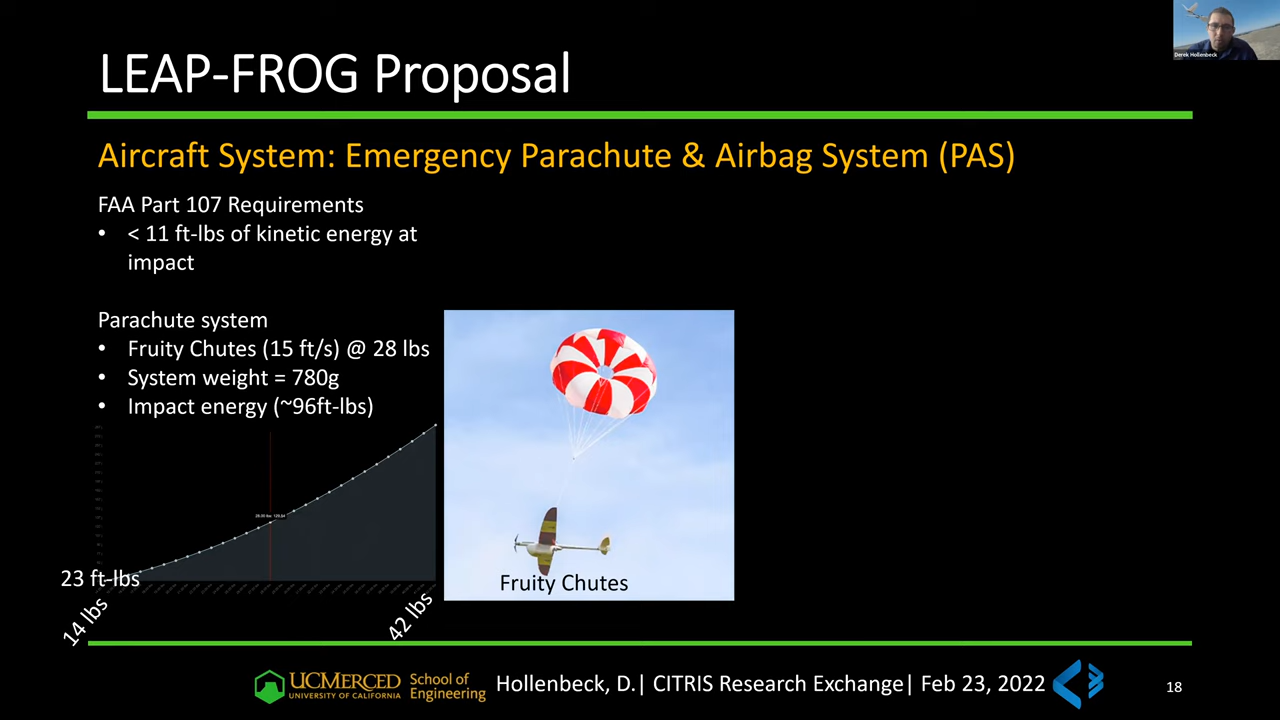 Derek Hollenbeck
LEAP-FROG Proposal
Aircraft System: Emergency Parachute & Airbag System (PAS)
FAA Part 107 Requirements
• < 11 ft-lbs of kinetic energy at
impact
Parachute system
• Fruity Chutes (15 ft/s) @ 28 lbs
• System weight = 780g
• Impact energy (~96ft-lbs)
23 ft-lbs
14 lbs
42 lbs
Fruity Chutes
UCMERCED
UNIVERSITY OF CALIFORNIA
School of
Engineering
Hollenbeck, D.| CITRIS Research Exchange| Feb 23, 2022
18